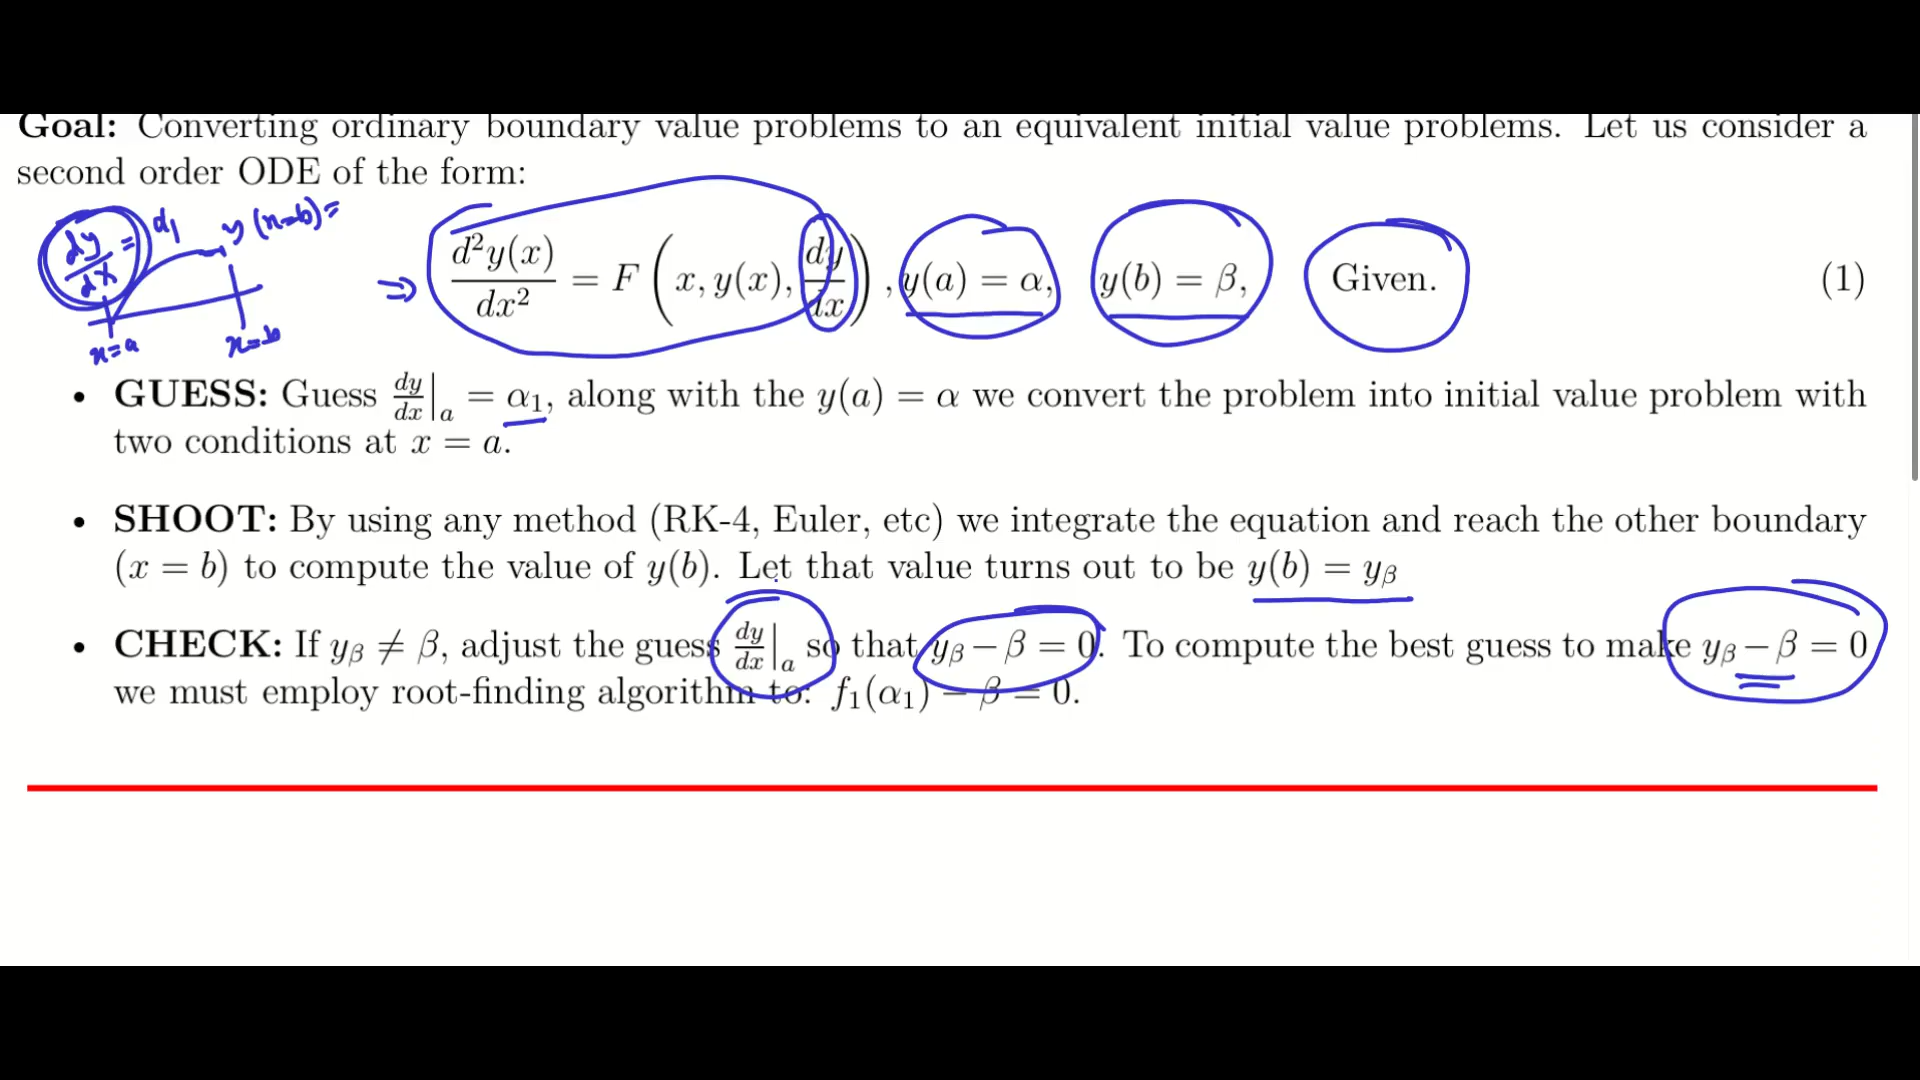 Goal: Converting ordinary boundary value problems to an equivalent initial value problems. Let us consider a
second order ODE of the form:
dy/dx = α₁
y(x=b) =
x=a
x=b
⇒ d²y(x)/dx² = F(x, y(x), dy/dx), y(a) = α, y(b) = β, Given. (1)
• GUESS: Guess dy/dx|ₐ = α₁, along with the y(a) = α we convert the problem into initial value problem with
two conditions at x = a.
• SHOOT: By using any method (RK-4, Euler, etc) we integrate the equation and reach the other boundary
(x = b) to compute the value of y(b). Let that value turns out to be y(b) = yᵦ
• CHECK: If yᵦ ≠ β, adjust the guess dy/dx|ₐ so that yᵦ − β = 0. To compute the best guess to make yᵦ − β = 0
we must employ root-finding algorithm to: f₁(α₁) − β = 0.